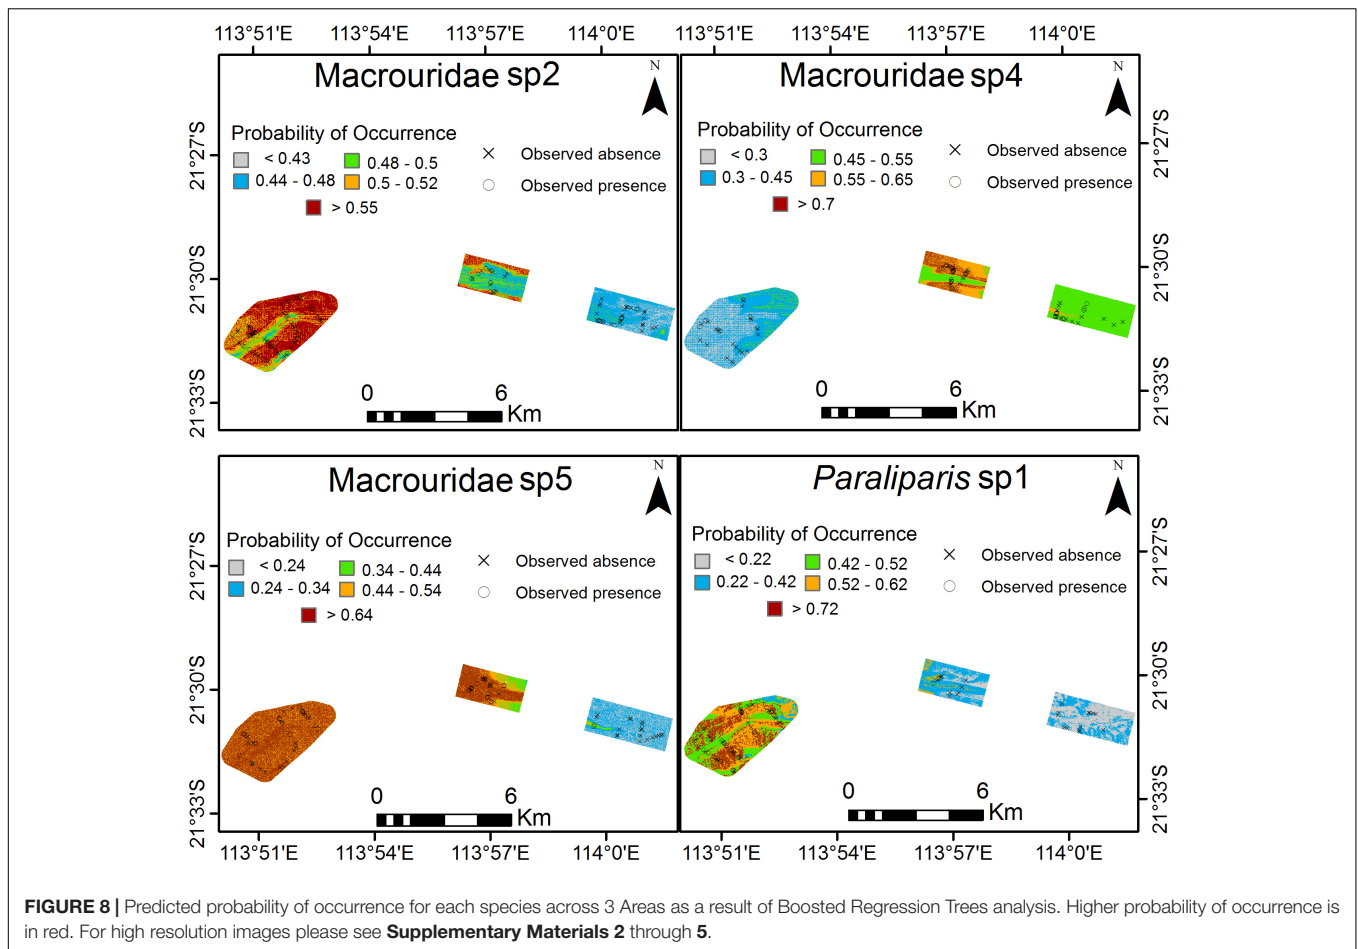 113°51'E 113°54'E 113°57'E 114°0'E 113°51'E 113°54'E 113°57'E 114°0'E
Macrouridae sp2
N
Probability of Occurrence
< 0.43 0.48 - 0.5
0.44 - 0.48 0.5 - 0.52
> 0.55
Observed absence
Observed presence
21°27'S
21°30'S
21°33'S
0 6
Km
Macrouridae sp4
N
Probability of Occurrence
< 0.3 0.45 - 0.55
0.3 - 0.45 0.55 - 0.65
> 0.7
Observed absence
Observed presence
21°27'S
21°30'S
21°33'S
0 6
Km
Macrouridae sp5
N
Probability of Occurrence
< 0.24 0.34 - 0.44
0.24 - 0.34 0.44 - 0.54
> 0.64
Observed absence
Observed presence
21°27'S
21°30'S
21°33'S
0 6
Km
Paraliparis sp1
N
Probability of Occurrence
< 0.22 0.42 - 0.52
0.22 - 0.42 0.52 - 0.62
> 0.72
Observed absence
Observed presence
21°27'S
21°30'S
21°33'S
0 6
Km
113°51'E 113°54'E 113°57'E 114°0'E 113°51'E 113°54'E 113°57'E 114°0'E
FIGURE 8 | Predicted probability of occurrence for each species across 3 Areas as a result of Boosted Regression Trees analysis. Higher probability of occurrence is
in red. For high resolution images please see Supplementary Materials 2 through 5.